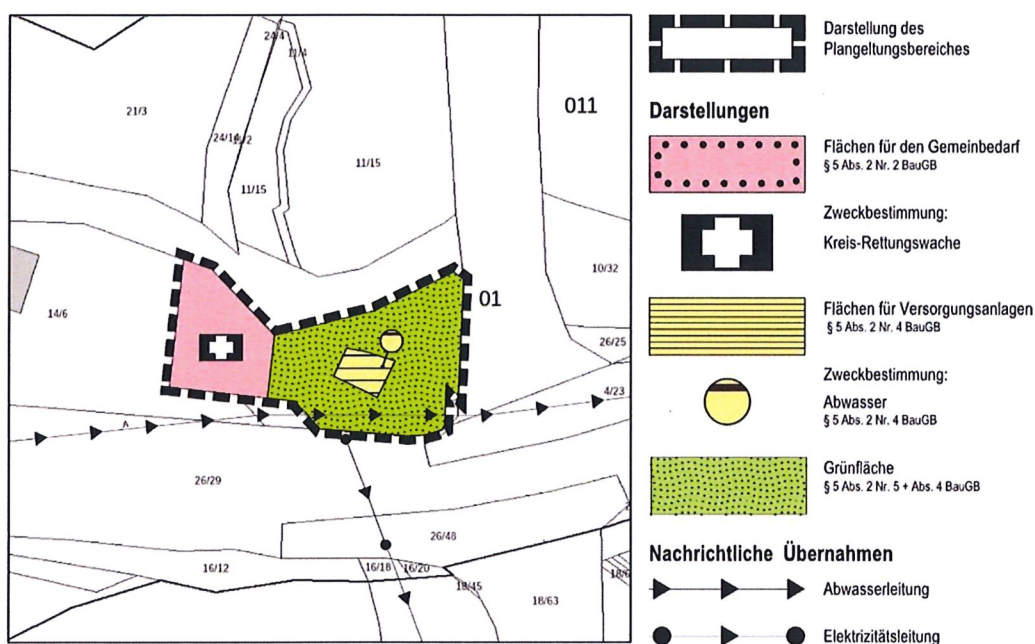 24/4
11/4
21/3
24/14
11/2
11/15
011
11/15
10/32
01
14/6
26/25
4/23
26/29
26/48
16/12
16/18
16/20
18/45
18/63
Darstellung des
Plangeltungsbereiches
Darstellungen
Flächen für den Gemeinbedarf
§ 5 Abs. 2 Nr. 2 BauGB
Zweckbestimmung:
Kreis-Rettungswache
Flächen für Versorgungsanlagen
§ 5 Abs. 2 Nr. 4 BauGB
Zweckbestimmung:
Abwasser
§ 5 Abs. 2 Nr. 4 BauGB
Grünfläche
§ 5 Abs. 2 Nr. 5 + Abs. 4 BauGB
Nachrichtliche Übernahmen
Abwasserleitung
Elektrizitätsleitung